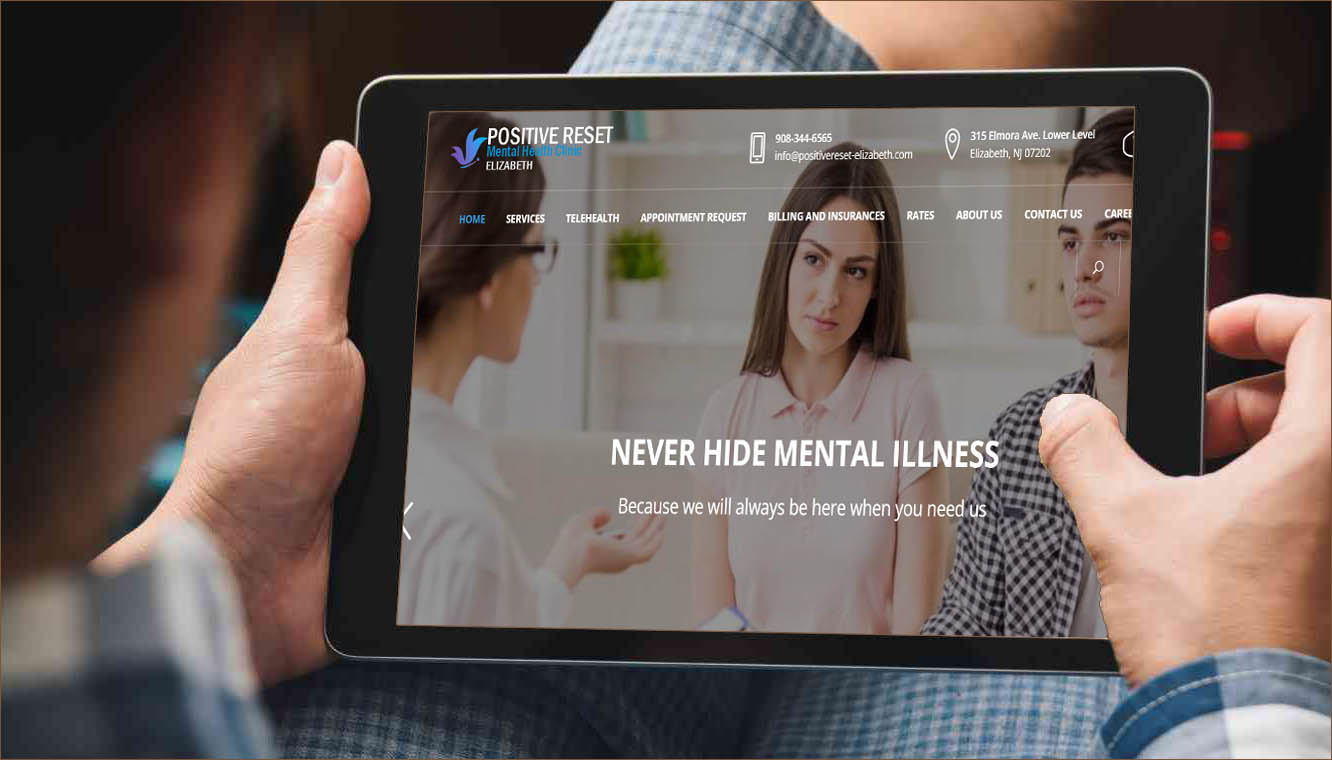 POSITIVE RESET
Mental Health Clinic
ELIZABETH
908-344-6565
info@positivereset-elizabeth.com
315 Elmora Ave. Lower Level
Elizabeth, NJ 07202
HOME SERVICES TELEHEALTH APPOINTMENT REQUEST BILLING AND INSURANCES RATES ABOUT US CONTACT US
NEVER HIDE MENTAL ILLNESS
Because we will always be here when you need us